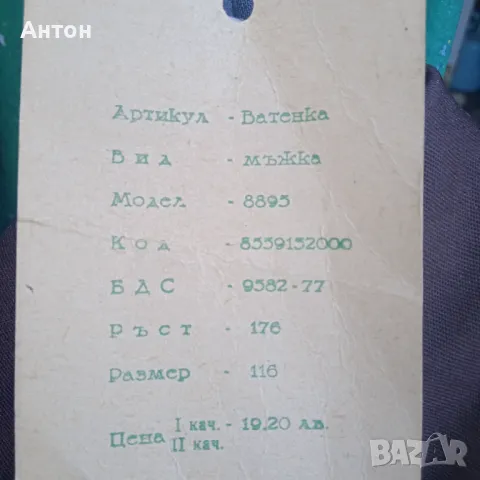 Антон
Артикул - Ватенка
Вид - мъжка
Модел - 8895
Код - 8559152000
БДС - 9582-77
ръст - 176
размер - 116
Цена I кач. - 19.20 лв.
II кач.
BAZAR